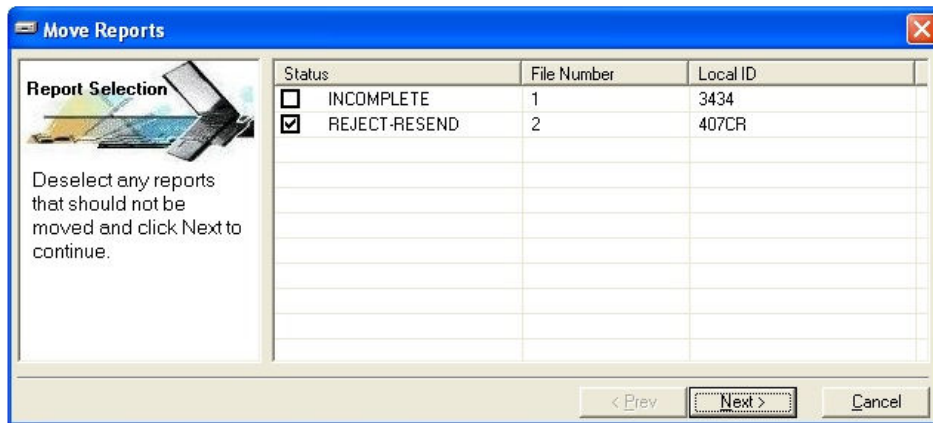 Move Reports
Report Selection
Deselect any reports
that should not be
moved and click Next to
continue.
Status File Number Local ID
INCOMPLETE 1 3434
REJECT-RESEND 2 407CR
< Prev Next > Cancel